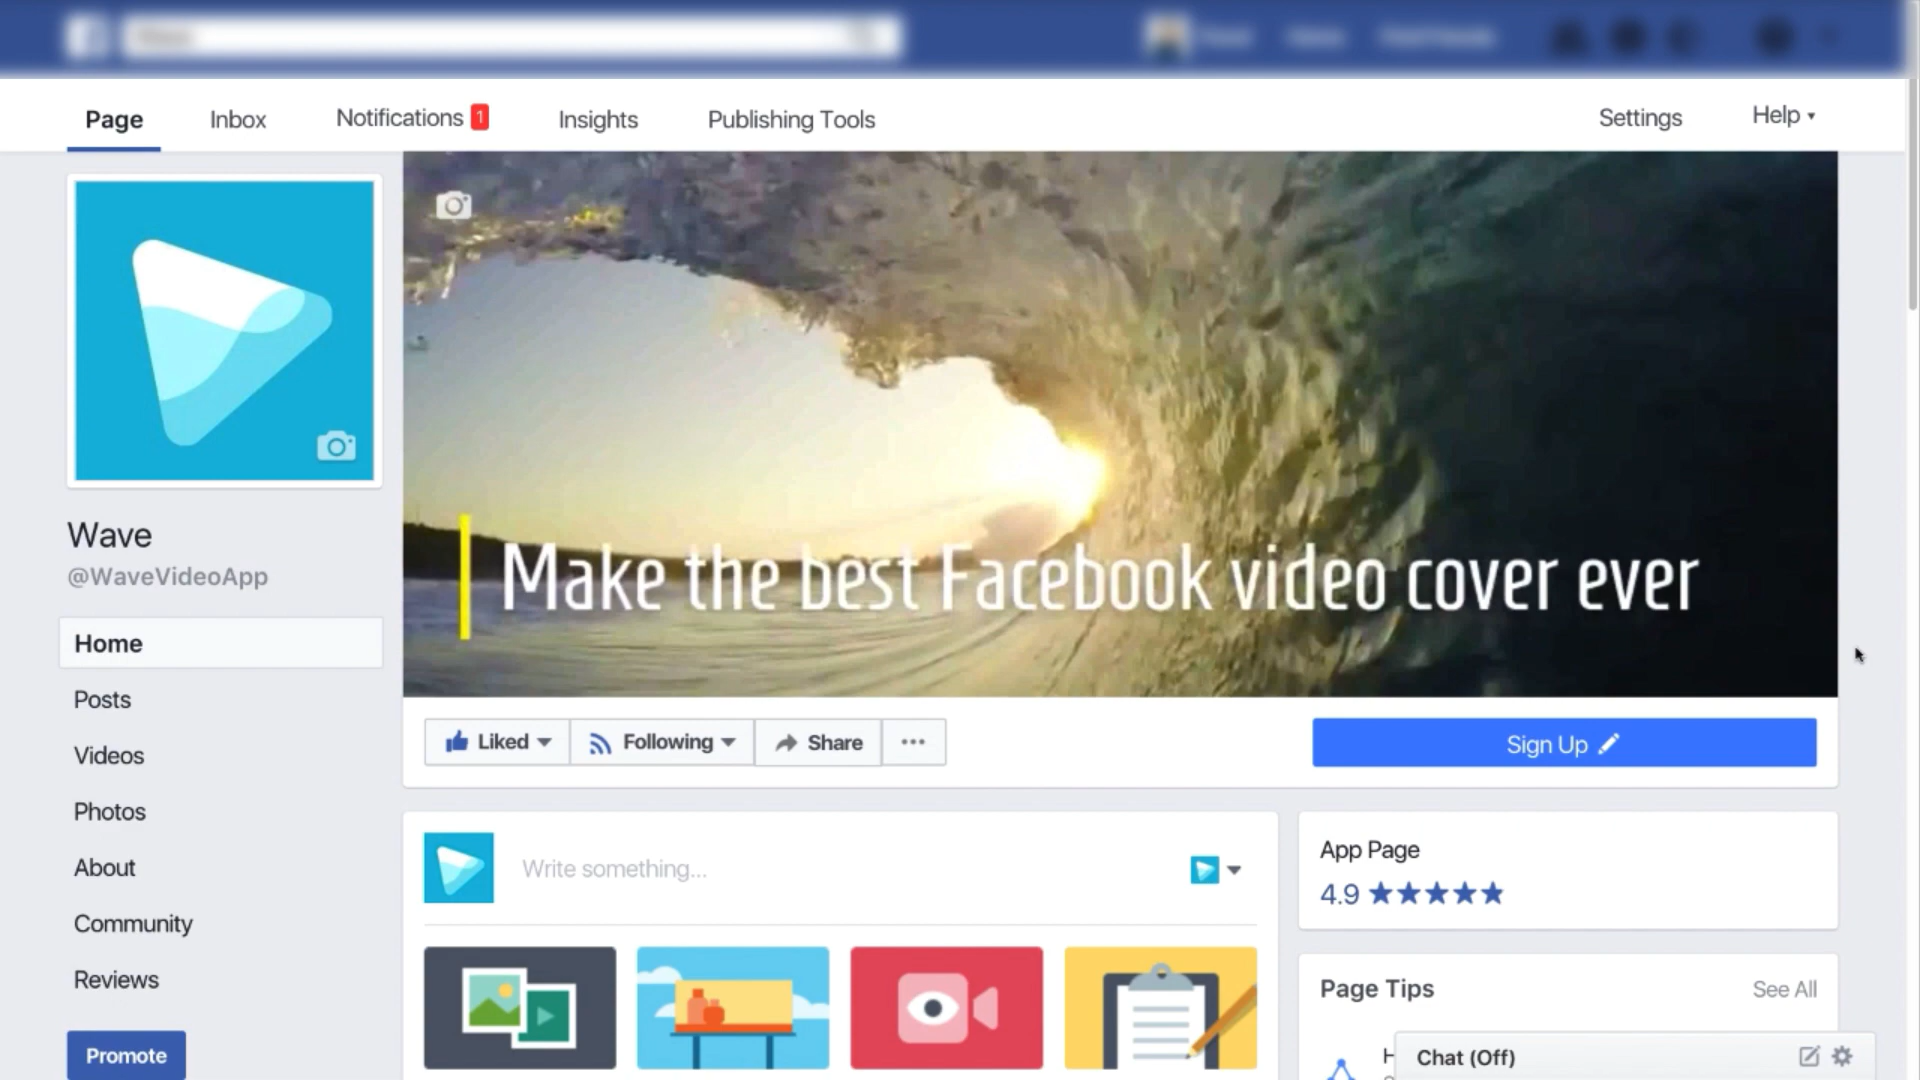 Page
Inbox
Notifications 1
Insights
Publishing Tools
Settings
Help
Wave
@WaveVideoApp
Home
Posts
Videos
Photos
About
Community
Reviews
Promote
Make the best Facebook video cover ever
Liked
Following
Share
Sign Up
Write something...
App Page
4.9
Page Tips
See All
Chat (Off)